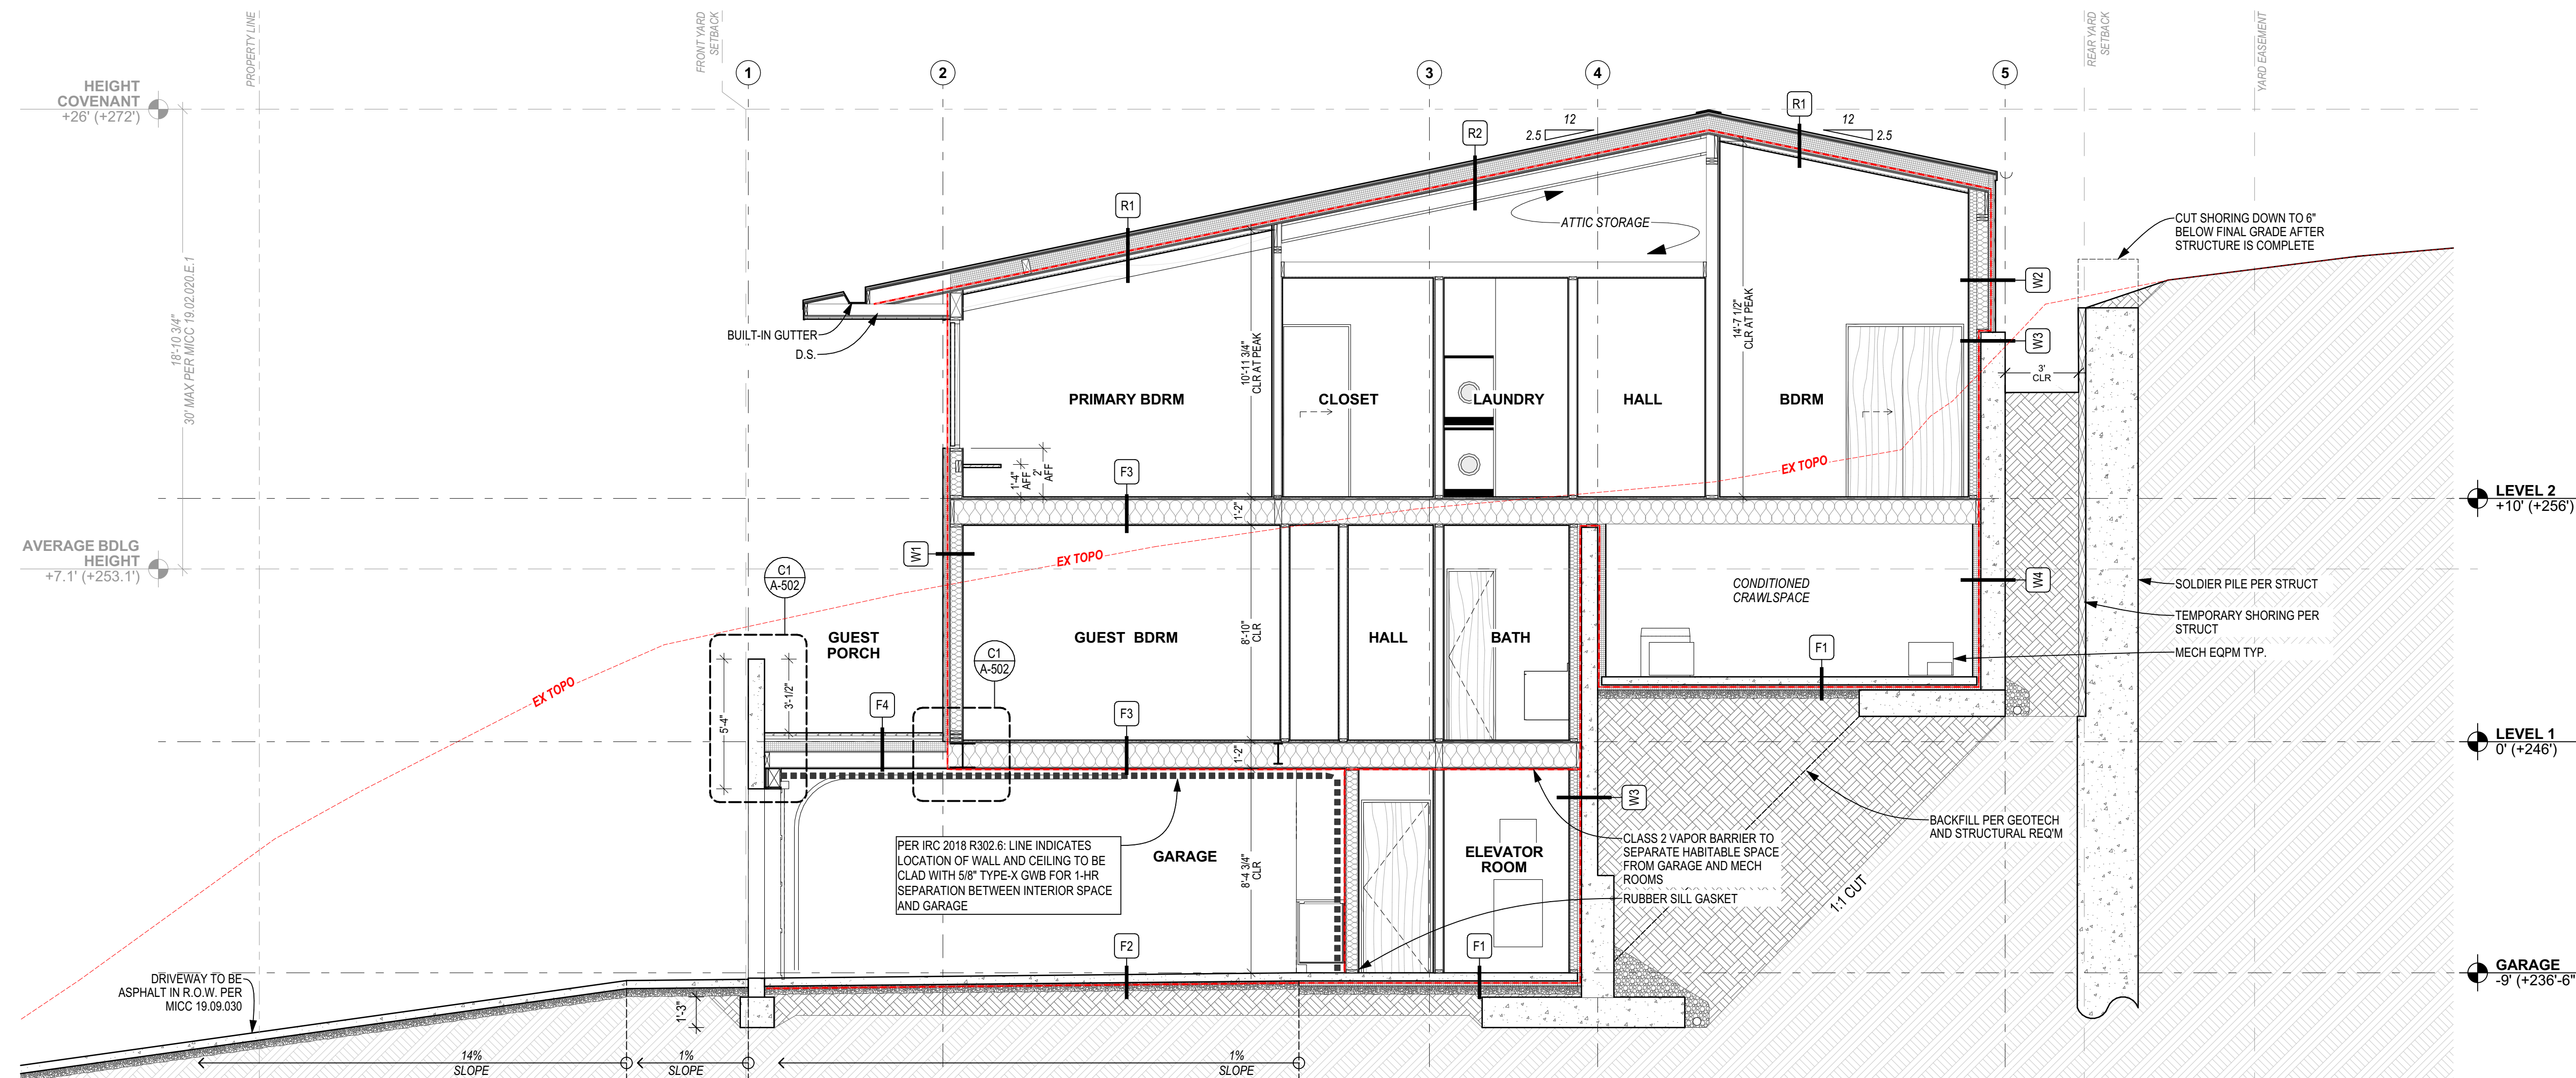 PROPERTY LINE
FRONT YARD
SETBACK
REAR YARD
SETBACK
YARD EASEMENT
1
2
3
4
5
HEIGHT
COVENANT
+26' (+272')
18'-10 3/4"
30' MAX PER MICC 19.02.020.E.1
AVERAGE BDLG
HEIGHT
+7.1' (+253.1')
R1
R2
R1
12
2.5
12
2.5
ATTIC STORAGE
CUT SHORING DOWN TO 6"
BELOW FINAL GRADE AFTER
STRUCTURE IS COMPLETE
BUILT-IN GUTTER
D.S.
W2
W3
3'
CLR
10'-11 3/4"
CLR AT PEAK
14'-7 1/2"
CLR AT PEAK
PRIMARY BDRM
CLOSET
LAUNDRY
HALL
BDRM
1'-4"
AFF
2'
AFF
F3
EX TOPO
LEVEL 2
+10' (+256')
1'-2"
W1
EX TOPO
C1
A-502
CONDITIONED
CRAWLSPACE
W4
SOLDIER PILE PER STRUCT
TEMPORARY SHORING PER
STRUCT
MECH EQPM TYP.
GUEST
PORCH
GUEST BDRM
8'-10"
CLR
HALL
BATH
F1
C1
A-502
EX TOPO
5'-4"
3'-1/2"
F4
F3
1'-2"
LEVEL 1
0' (+246')
W3
PER IRC 2018 R302.6: LINE INDICATES
LOCATION OF WALL AND CEILING TO BE
CLAD WITH 5/8" TYPE-X GWB FOR 1-HR
SEPARATION BETWEEN INTERIOR SPACE
AND GARAGE
GARAGE
8'-4 3/4"
CLR
ELEVATOR
ROOM
CLASS 2 VAPOR BARRIER TO
SEPARATE HABITABLE SPACE
FROM GARAGE AND MECH
ROOMS
RUBBER SILL GASKET
BACKFILL PER GEOTECH
AND STRUCTURAL REQ'M
1:1 CUT
F2
F1
GARAGE
-9' (+236'-6")
DRIVEWAY TO BE
ASPHALT IN R.O.W. PER
MICC 19.09.030
1'-3"
14%
SLOPE
1%
SLOPE
1%
SLOPE